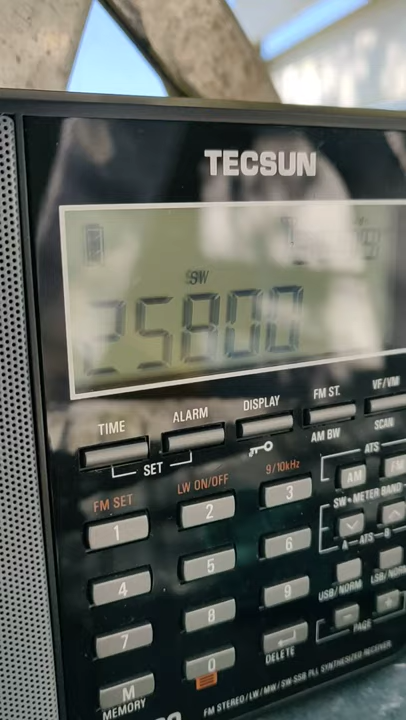 TECSUN
SW
25800
TIME
ALARM
DISPLAY
FM ST.
VF/VM
SET
AM BW
SCAN
FM SET
LW ON/OFF
9/10kHz
ATS
1
2
3
AM
FM
SW-METER BAND
4
5
6
A-ATS-B
USB/NORM
LSB/NORM
7
8
9
- +
PAGE
M
0
DELETE
MEMORY
FM STEREO/LW/MW/SW-SSB PLL SYNTHESIZED RECEIVER